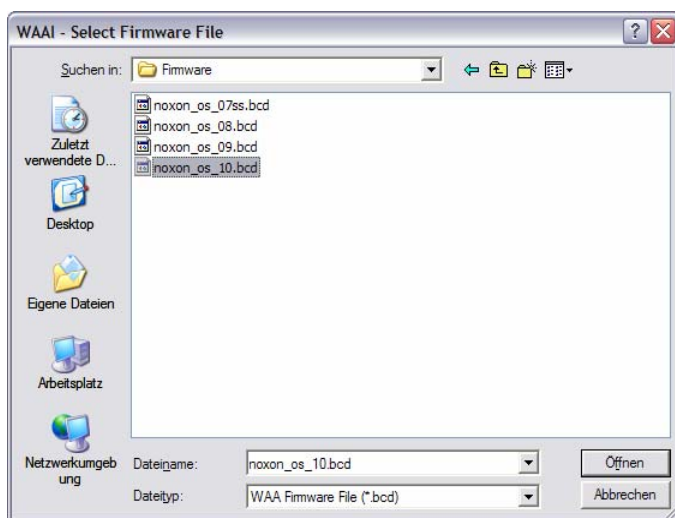 WAAI - Select Firmware File
Suchen in: Firmware
noxon_os_07ss.bcd
noxon_os_08.bcd
noxon_os_09.bcd
noxon_os_10.bcd
Zuletzt
verwendete D...
Desktop
Eigene Dateien
Arbeitsplatz
Netzwerkumgeb
ung
Dateiname: noxon_os_10.bcd Öffnen
Dateityp: WAA Firmware File (*.bcd) Abbrechen